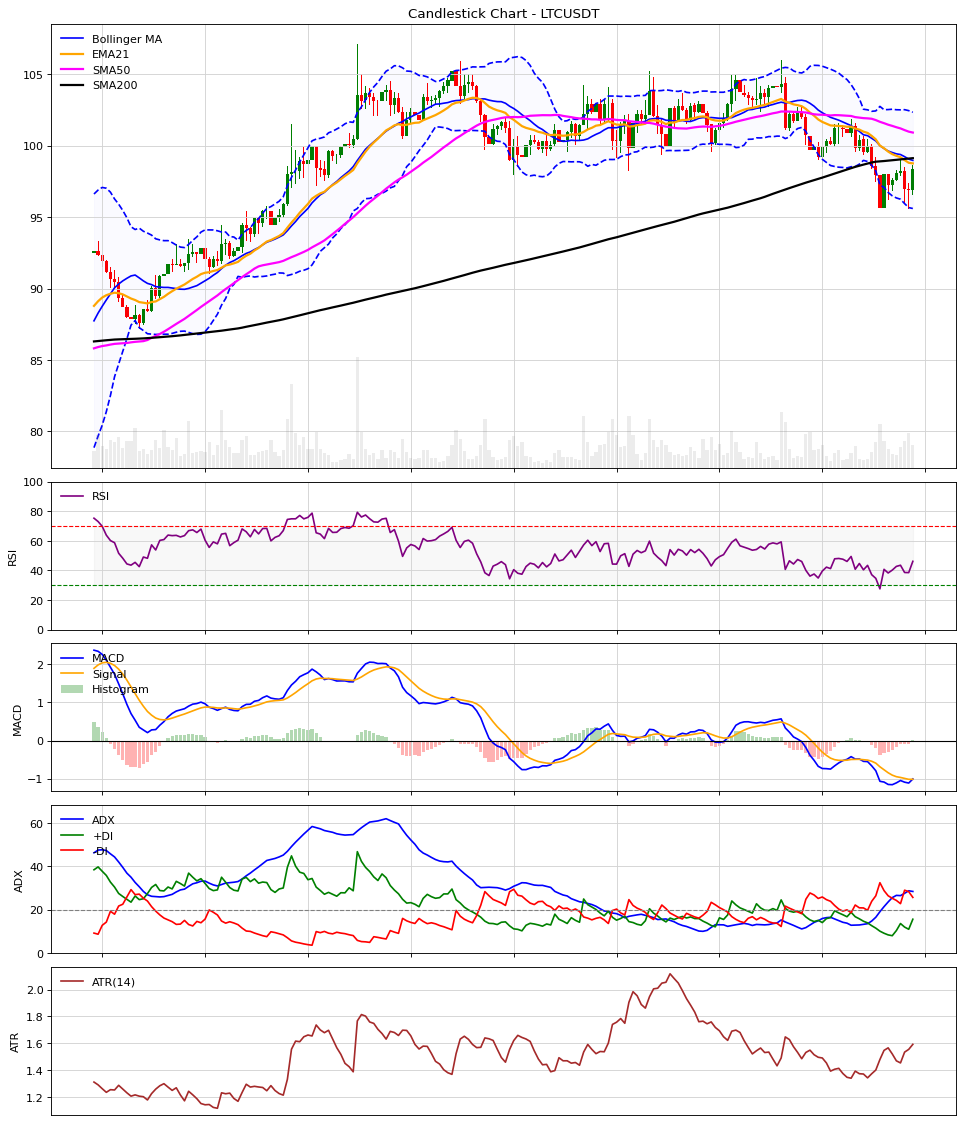 Candlestick Chart - LTCUSDT
Bollinger MA
EMA21
SMA50
SMA200
105
100
95
90
85
80
RSI
100
80
60
40
20
0
RSI
MACD
Signal
Histogram
2
1
0
−1
MACD
ADX
+DI
-DI
60
40
20
0
ADX
ATR(14)
2.0
1.8
1.6
1.4
1.2
ATR